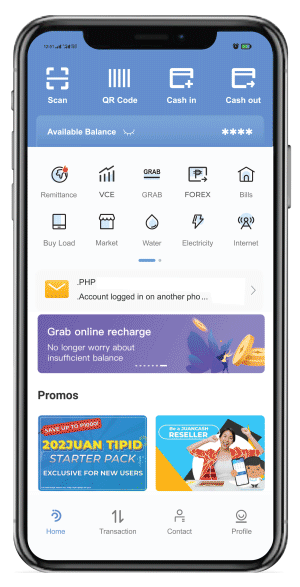 Scan QR Code Cash in Cash out
Available Balance ****
Remittance VCE GRAB FOREX Bills
GRAB
Buy Load Market Water Electricity Internet
.PHP
.Account logged in on another pho ...
Grab online recharge
No longer worry about
insufficient balance
Promos
SAVE UP TO P1000!
2023UAN TIPID
STARTER PACK!
EXCLUSIVE FOR NEW USERS
Be a JUANCASH
RESELLER
Home Transaction Contact Profile